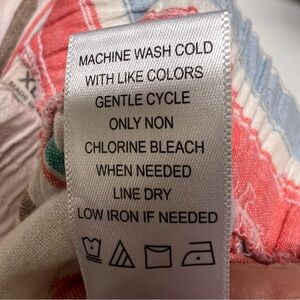 XL
MACHINE WASH COLD
WITH LIKE COLORS
GENTLE CYCLE
ONLY NON
CHLORINE BLEACH
WHEN NEEDED
LINE DRY
LOW IRON IF NEEDED